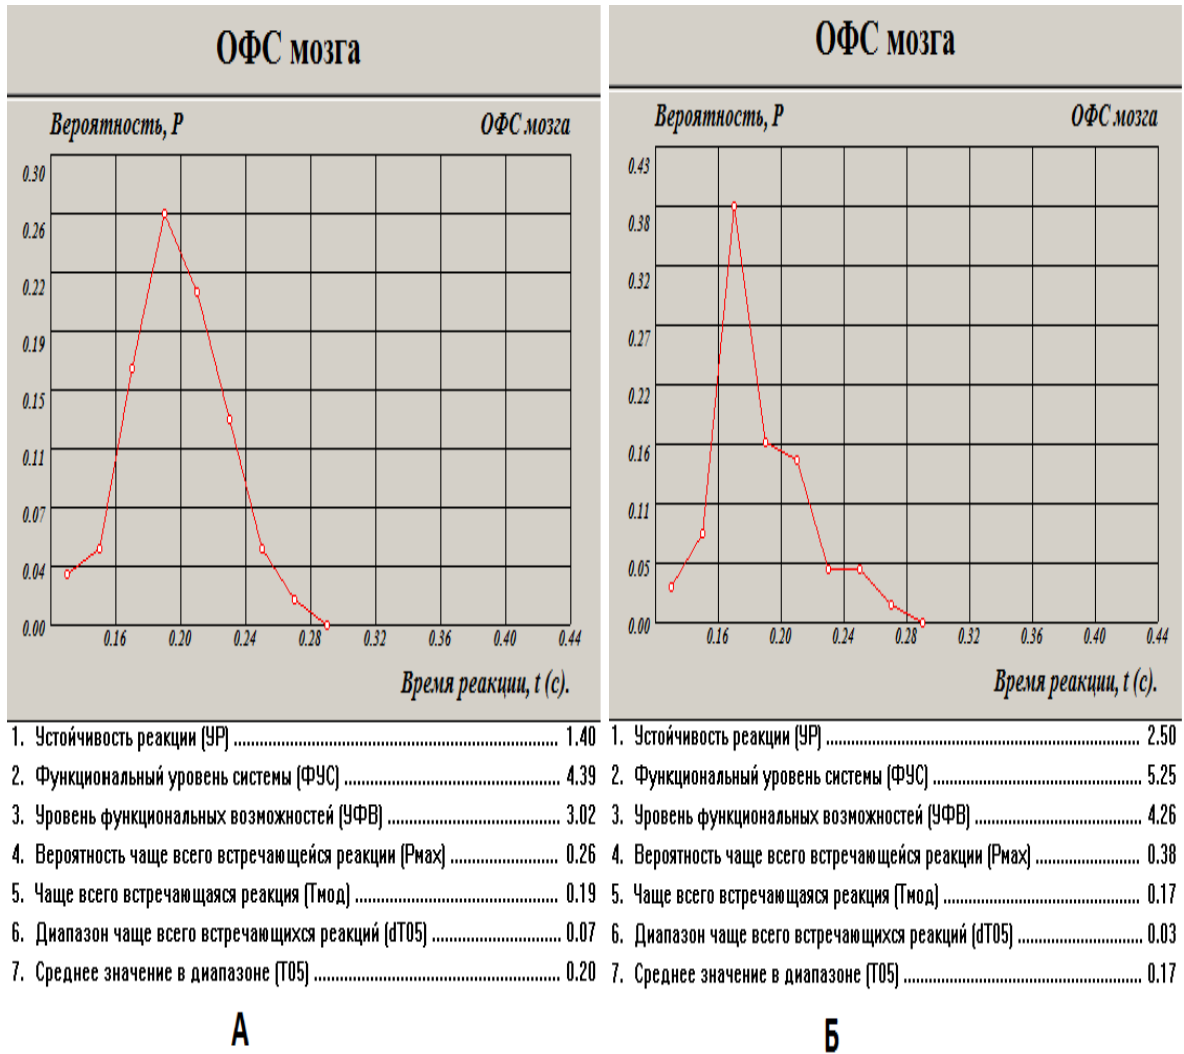 ОФС мозга
Вероятность, P ОФС мозга
0.30
0.26
0.22
0.19
0.15
0.11
0.07
0.04
0.00
0.16 0.20 0.24 0.28 0.32 0.36 0.40 0.44
Время реакции, t (с).
1. Устойчивость реакции (УР) ........ 1.40
2. Функциональный уровень системы (ФУС) ........ 4.39
3. Уровень функциональных возможностей (УФВ) ........ 3.02
4. Вероятность чаще всего встречающейся реакции (Рмах) ........ 0.26
5. Чаще всего встречающаяся реакция (Тмод) ........ 0.19
6. Диапазон чаще всего встречающихся реакций (dT05) ........ 0.07
7. Среднее значение в диапазоне (T05) ........ 0.20
А
ОФС мозга
Вероятность, P ОФС мозга
0.43
0.38
0.32
0.27
0.22
0.16
0.11
0.05
0.00
0.16 0.20 0.24 0.28 0.32 0.36 0.40 0.44
Время реакции, t (с).
1. Устойчивость реакции (УР) ........ 2.50
2. Функциональный уровень системы (ФУС) ........ 5.25
3. Уровень функциональных возможностей (УФВ) ........ 4.26
4. Вероятность чаще всего встречающейся реакции (Рмах) ........ 0.38
5. Чаще всего встречающаяся реакция (Тмод) ........ 0.17
6. Диапазон чаще всего встречающихся реакций (dT05) ........ 0.03
7. Среднее значение в диапазоне (T05) ........ 0.17
Б